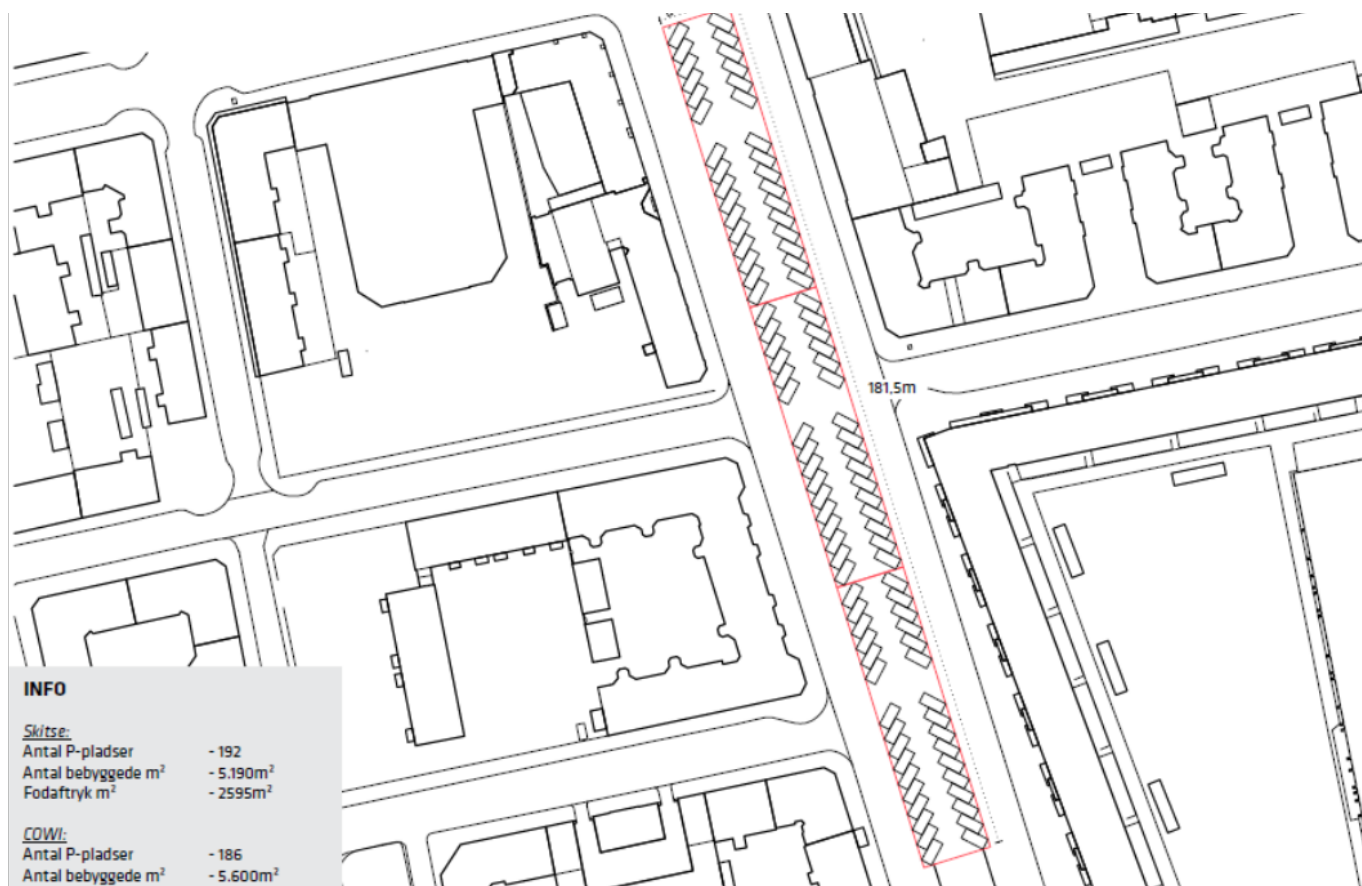 181,5m
INFO
Skitse:
Antal P-pladser - 192
Antal bebyggede m² - 5.190m²
Fodaftryk m² - 2595m²
COWI:
Antal P-pladser - 186
Antal bebyggede m² - 5.600m²